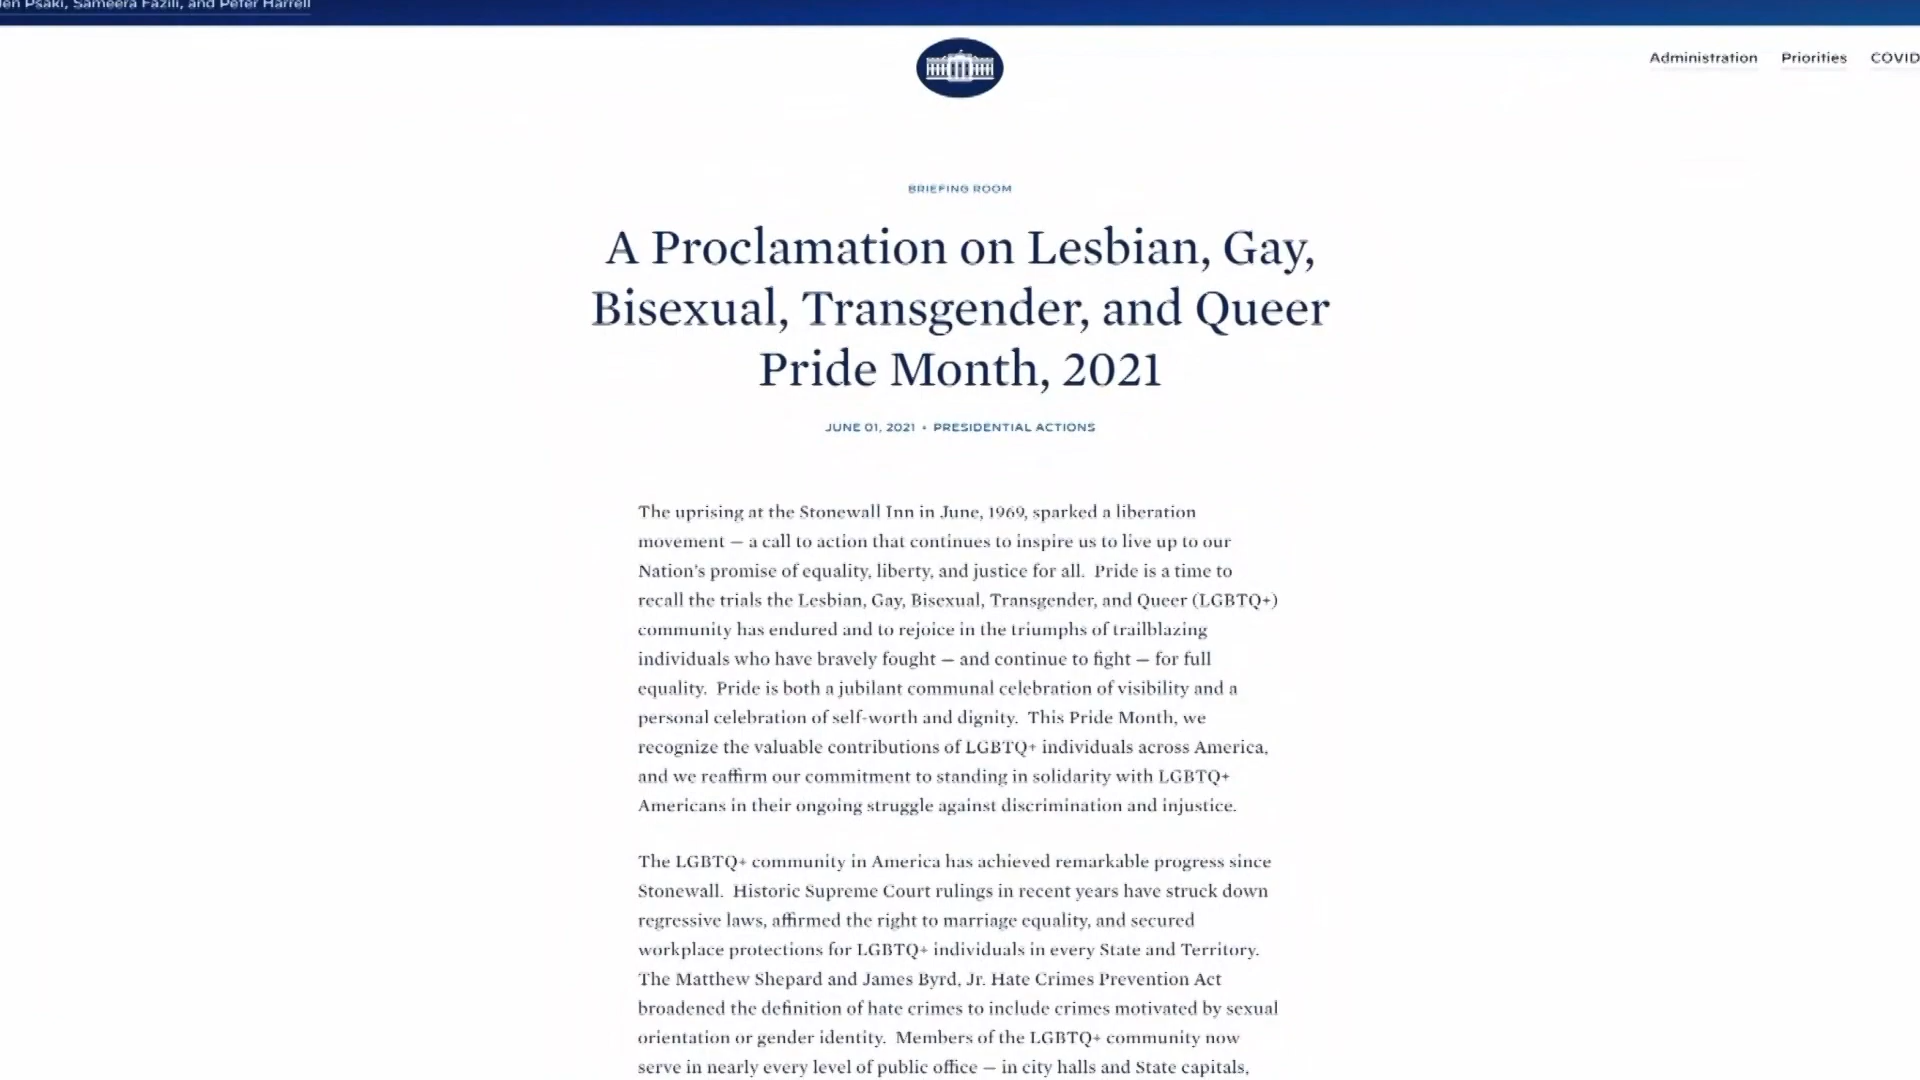 Jen Psaki, Sameera Fazili, and Peter Harrell
Administration Priorities COVID
BRIEFING ROOM
A Proclamation on Lesbian, Gay,
Bisexual, Transgender, and Queer
Pride Month, 2021
JUNE 01, 2021 • PRESIDENTIAL ACTIONS
The uprising at the Stonewall Inn in June, 1969, sparked a liberation
movement — a call to action that continues to inspire us to live up to our
Nation’s promise of equality, liberty, and justice for all.  Pride is a time to
recall the trials the Lesbian, Gay, Bisexual, Transgender, and Queer (LGBTQ+)
community has endured and to rejoice in the triumphs of trailblazing
individuals who have bravely fought — and continue to fight — for full
equality.  Pride is both a jubilant communal celebration of visibility and a
personal celebration of self-worth and dignity.  This Pride Month, we
recognize the valuable contributions of LGBTQ+ individuals across America,
and we reaffirm our commitment to standing in solidarity with LGBTQ+
Americans in their ongoing struggle against discrimination and injustice.
The LGBTQ+ community in America has achieved remarkable progress since
Stonewall.  Historic Supreme Court rulings in recent years have struck down
regressive laws, affirmed the right to marriage equality, and secured
workplace protections for LGBTQ+ individuals in every State and Territory.
The Matthew Shepard and James Byrd, Jr. Hate Crimes Prevention Act
broadened the definition of hate crimes to include crimes motivated by sexual
orientation or gender identity.  Members of the LGBTQ+ community now
serve in nearly every level of public office — in city halls and State capitals,